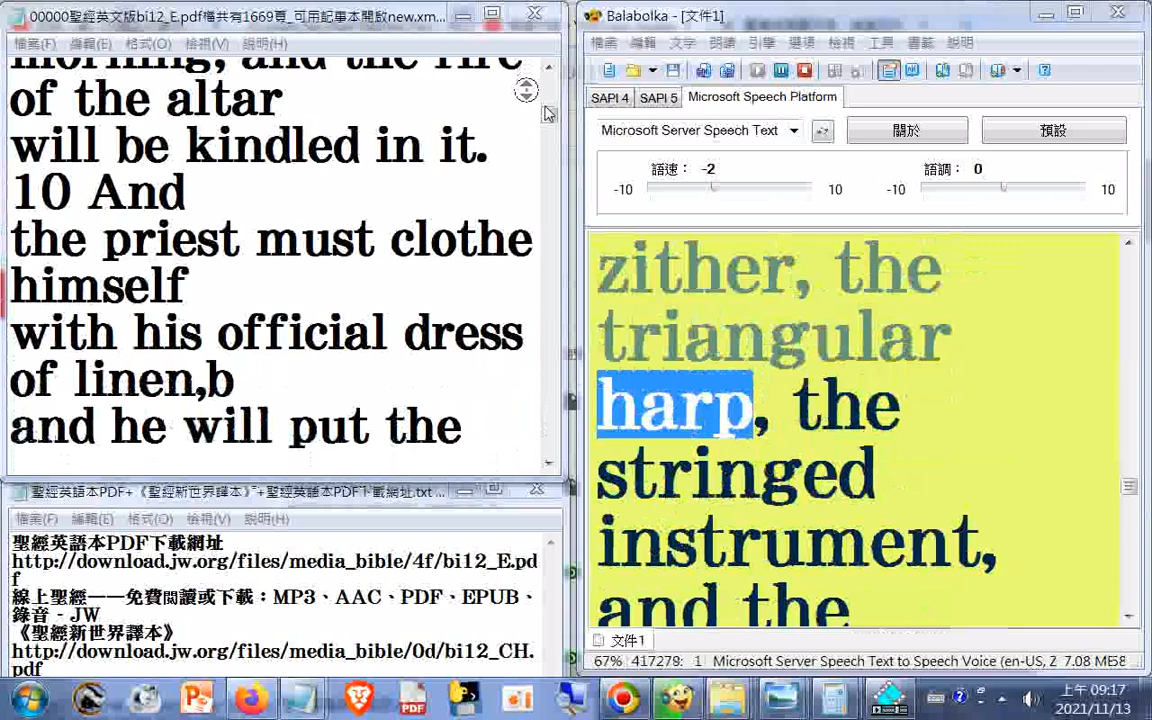 00000聖經英文版bi12_E.pdf檔共有1669頁_可用記事本開啟new.xm...
檔案(F) 編輯(E) 格式(O) 檢視(V) 說明(H)
morning, and the fire
of the altar
will be kindled in it.
10 And
the priest must clothe
himself
with his official dress
of linen,b
and he will put the
聖經英語本PDF+《聖經新世界譯本》"+聖經英語本PDF下載網址.txt ...
檔案(F) 編輯(E) 格式(O) 檢視(V) 說明(H)
聖經英語本PDF下載網址
http://download.jw.org/files/media_bible/4f/bi12_E.pd
f
線上聖經——免費閱讀或下載：MP3、AAC、PDF、EPUB、
錄音 - JW
《聖經新世界譯本》
http://download.jw.org/files/media_bible/0d/bi12_CH.
pdf
Balabolka - [文件1]
檔案 編輯 文字 朗讀 引擎 選項 檢視 工具 書籤 說明
SAPI 4 SAPI 5 Microsoft Speech Platform
Microsoft Server Speech Text 關於 預設
語速： -2 語調： 0
-10 10 -10 10
zither, the
triangular
harp, the
stringed
instrument,
and the
文件1
67% 417279: 1 Microsoft Server Speech Text to Speech Voice (en-US, Z 7.08 ME58
上午 09:17
2021/11/13